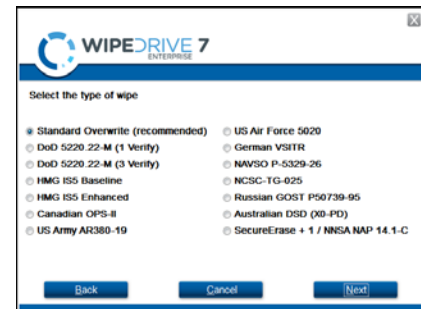 WIPEDRIVE 7
ENTERPRISE
Select the type of wipe
Standard Overwrite (recommended)
DoD 5220.22-M (1 Verify)
DoD 5220.22-M (3 Verify)
HMG IS5 Baseline
HMG IS5 Enhanced
Canadian OPS-II
US Army AR380-19
US Air Force 5020
German VSITR
NAVSO P-5329-26
NCSC-TG-025
Russian GOST P50739-95
Australian DSD (X0-PD)
SecureErase + 1 / NNSA NAP 14.1-C
Back
Cancel
Next